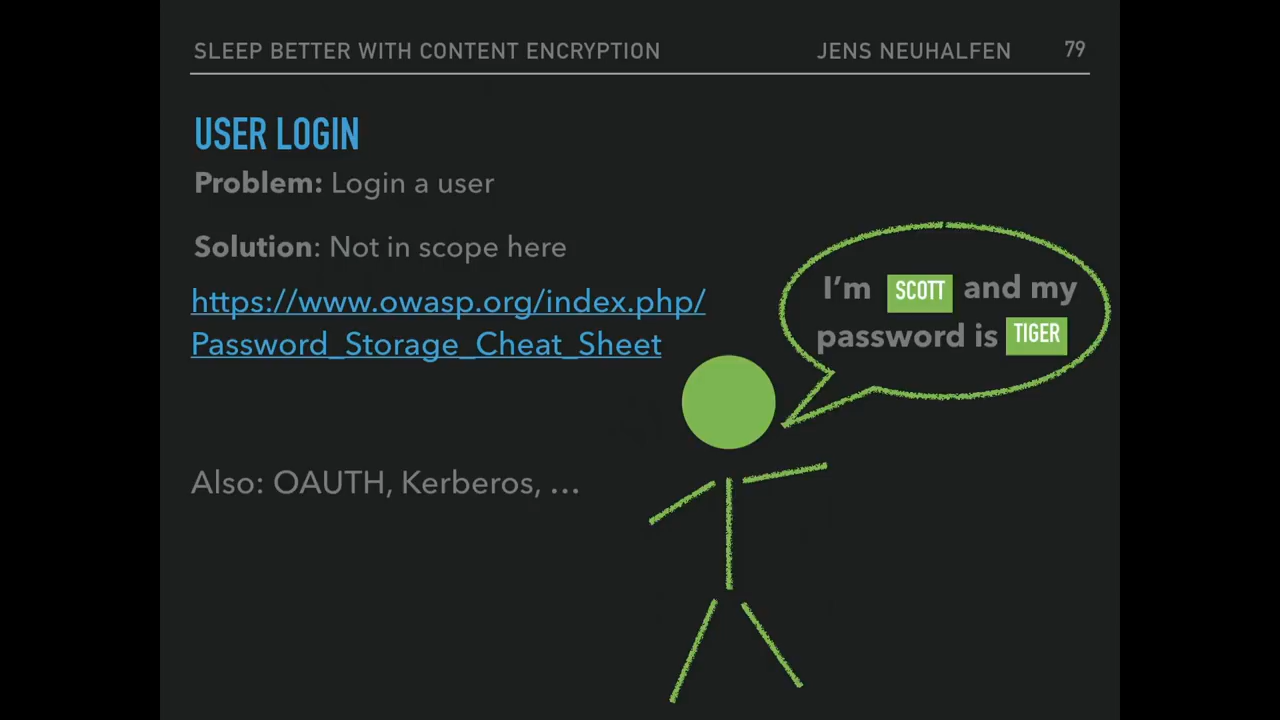 SLEEP BETTER WITH CONTENT ENCRYPTION JENS NEUHALFEN 79
USER LOGIN
Problem: Login a user
Solution: Not in scope here
https://www.owasp.org/index.php/
Password_Storage_Cheat_Sheet
I’m SCOTT and my
password is TIGER
Also: OAUTH, Kerberos, …